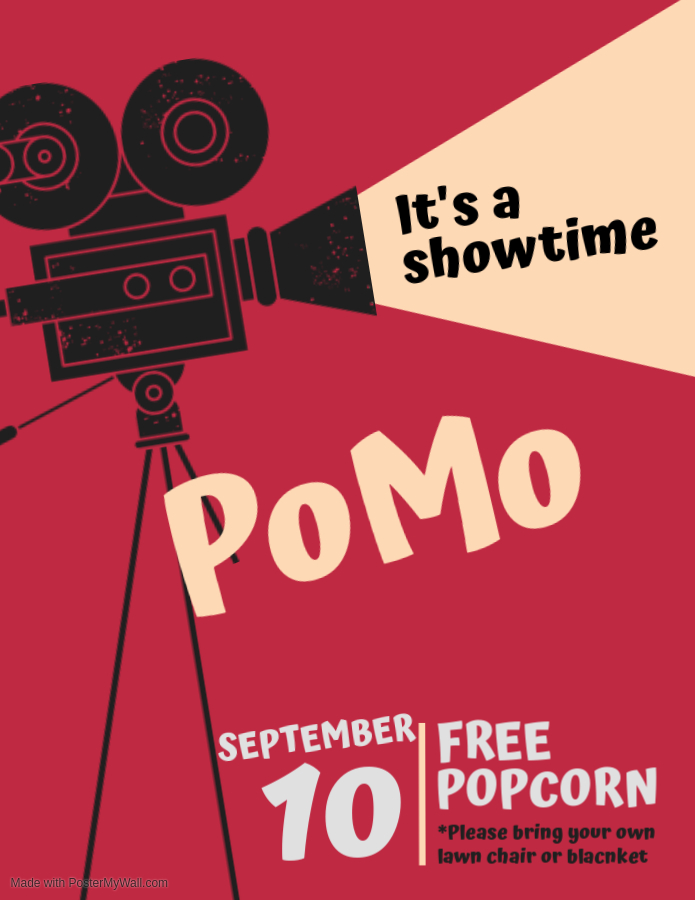 It's a
showtime
PoMo
SEPTEMBER
10
FREE
POPCORN
*Please bring your own
lawn chair or blacnket
Made with PosterMyWall.com